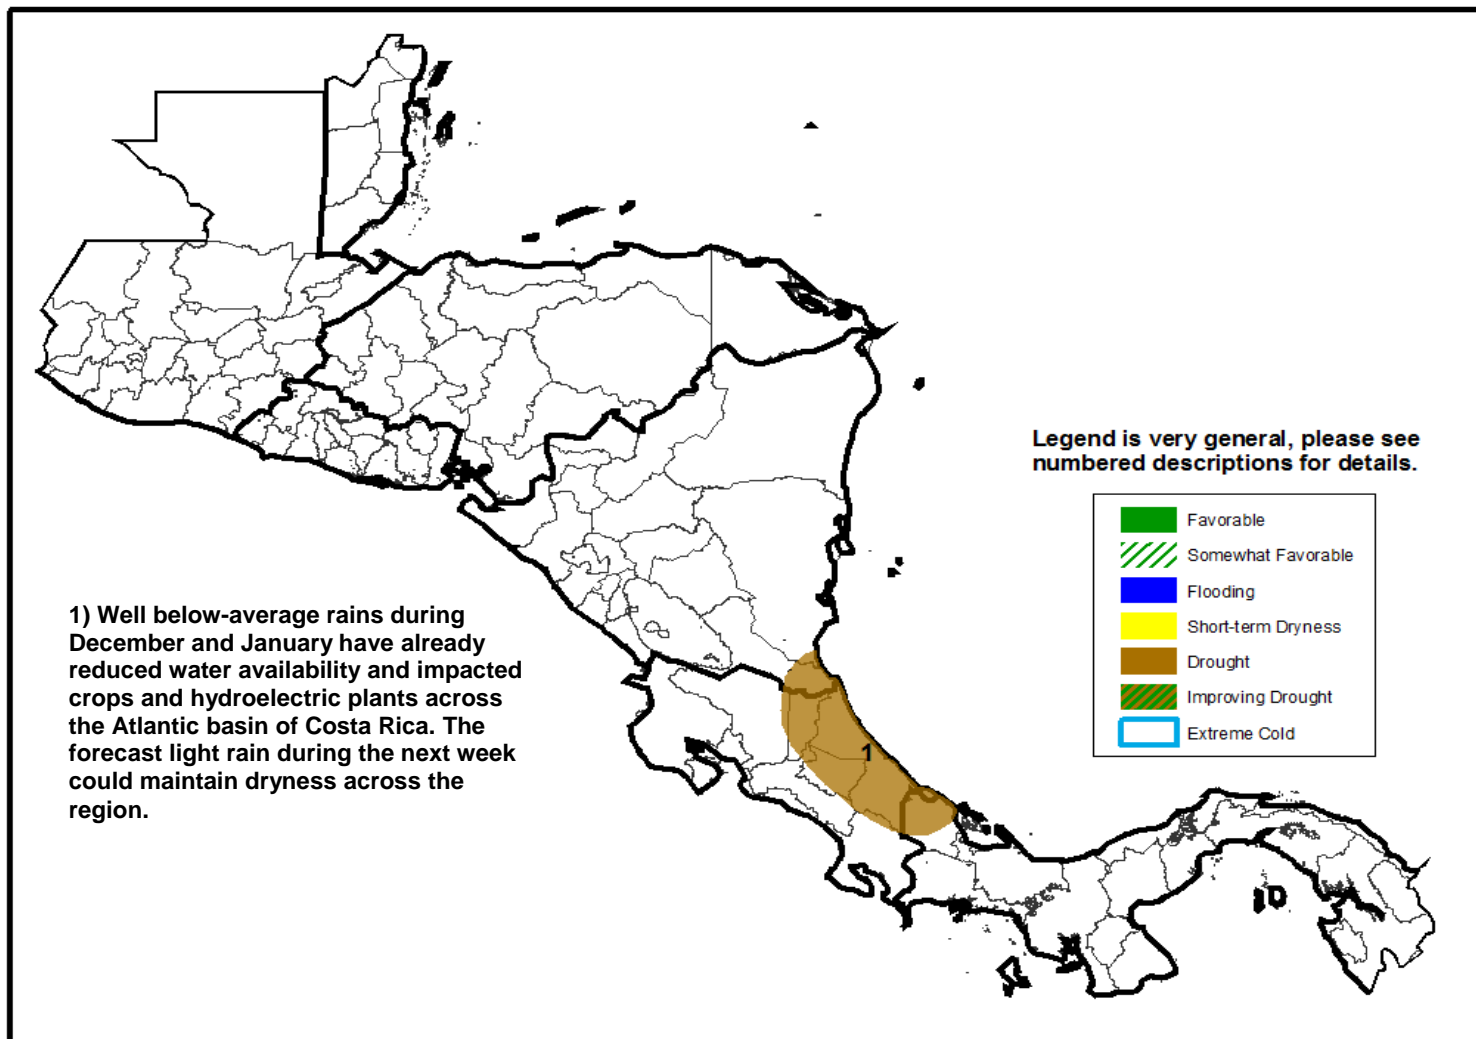 Legend is very general, please see
numbered descriptions for details.
Favorable
Somewhat Favorable
Flooding
Short-term Dryness
Drought
Improving Drought
Extreme Cold
1) Well below-average rains during
December and January have already
reduced water availability and impacted
crops and hydroelectric plants across
the Atlantic basin of Costa Rica. The
forecast light rain during the next week
could maintain dryness across the
region.
1